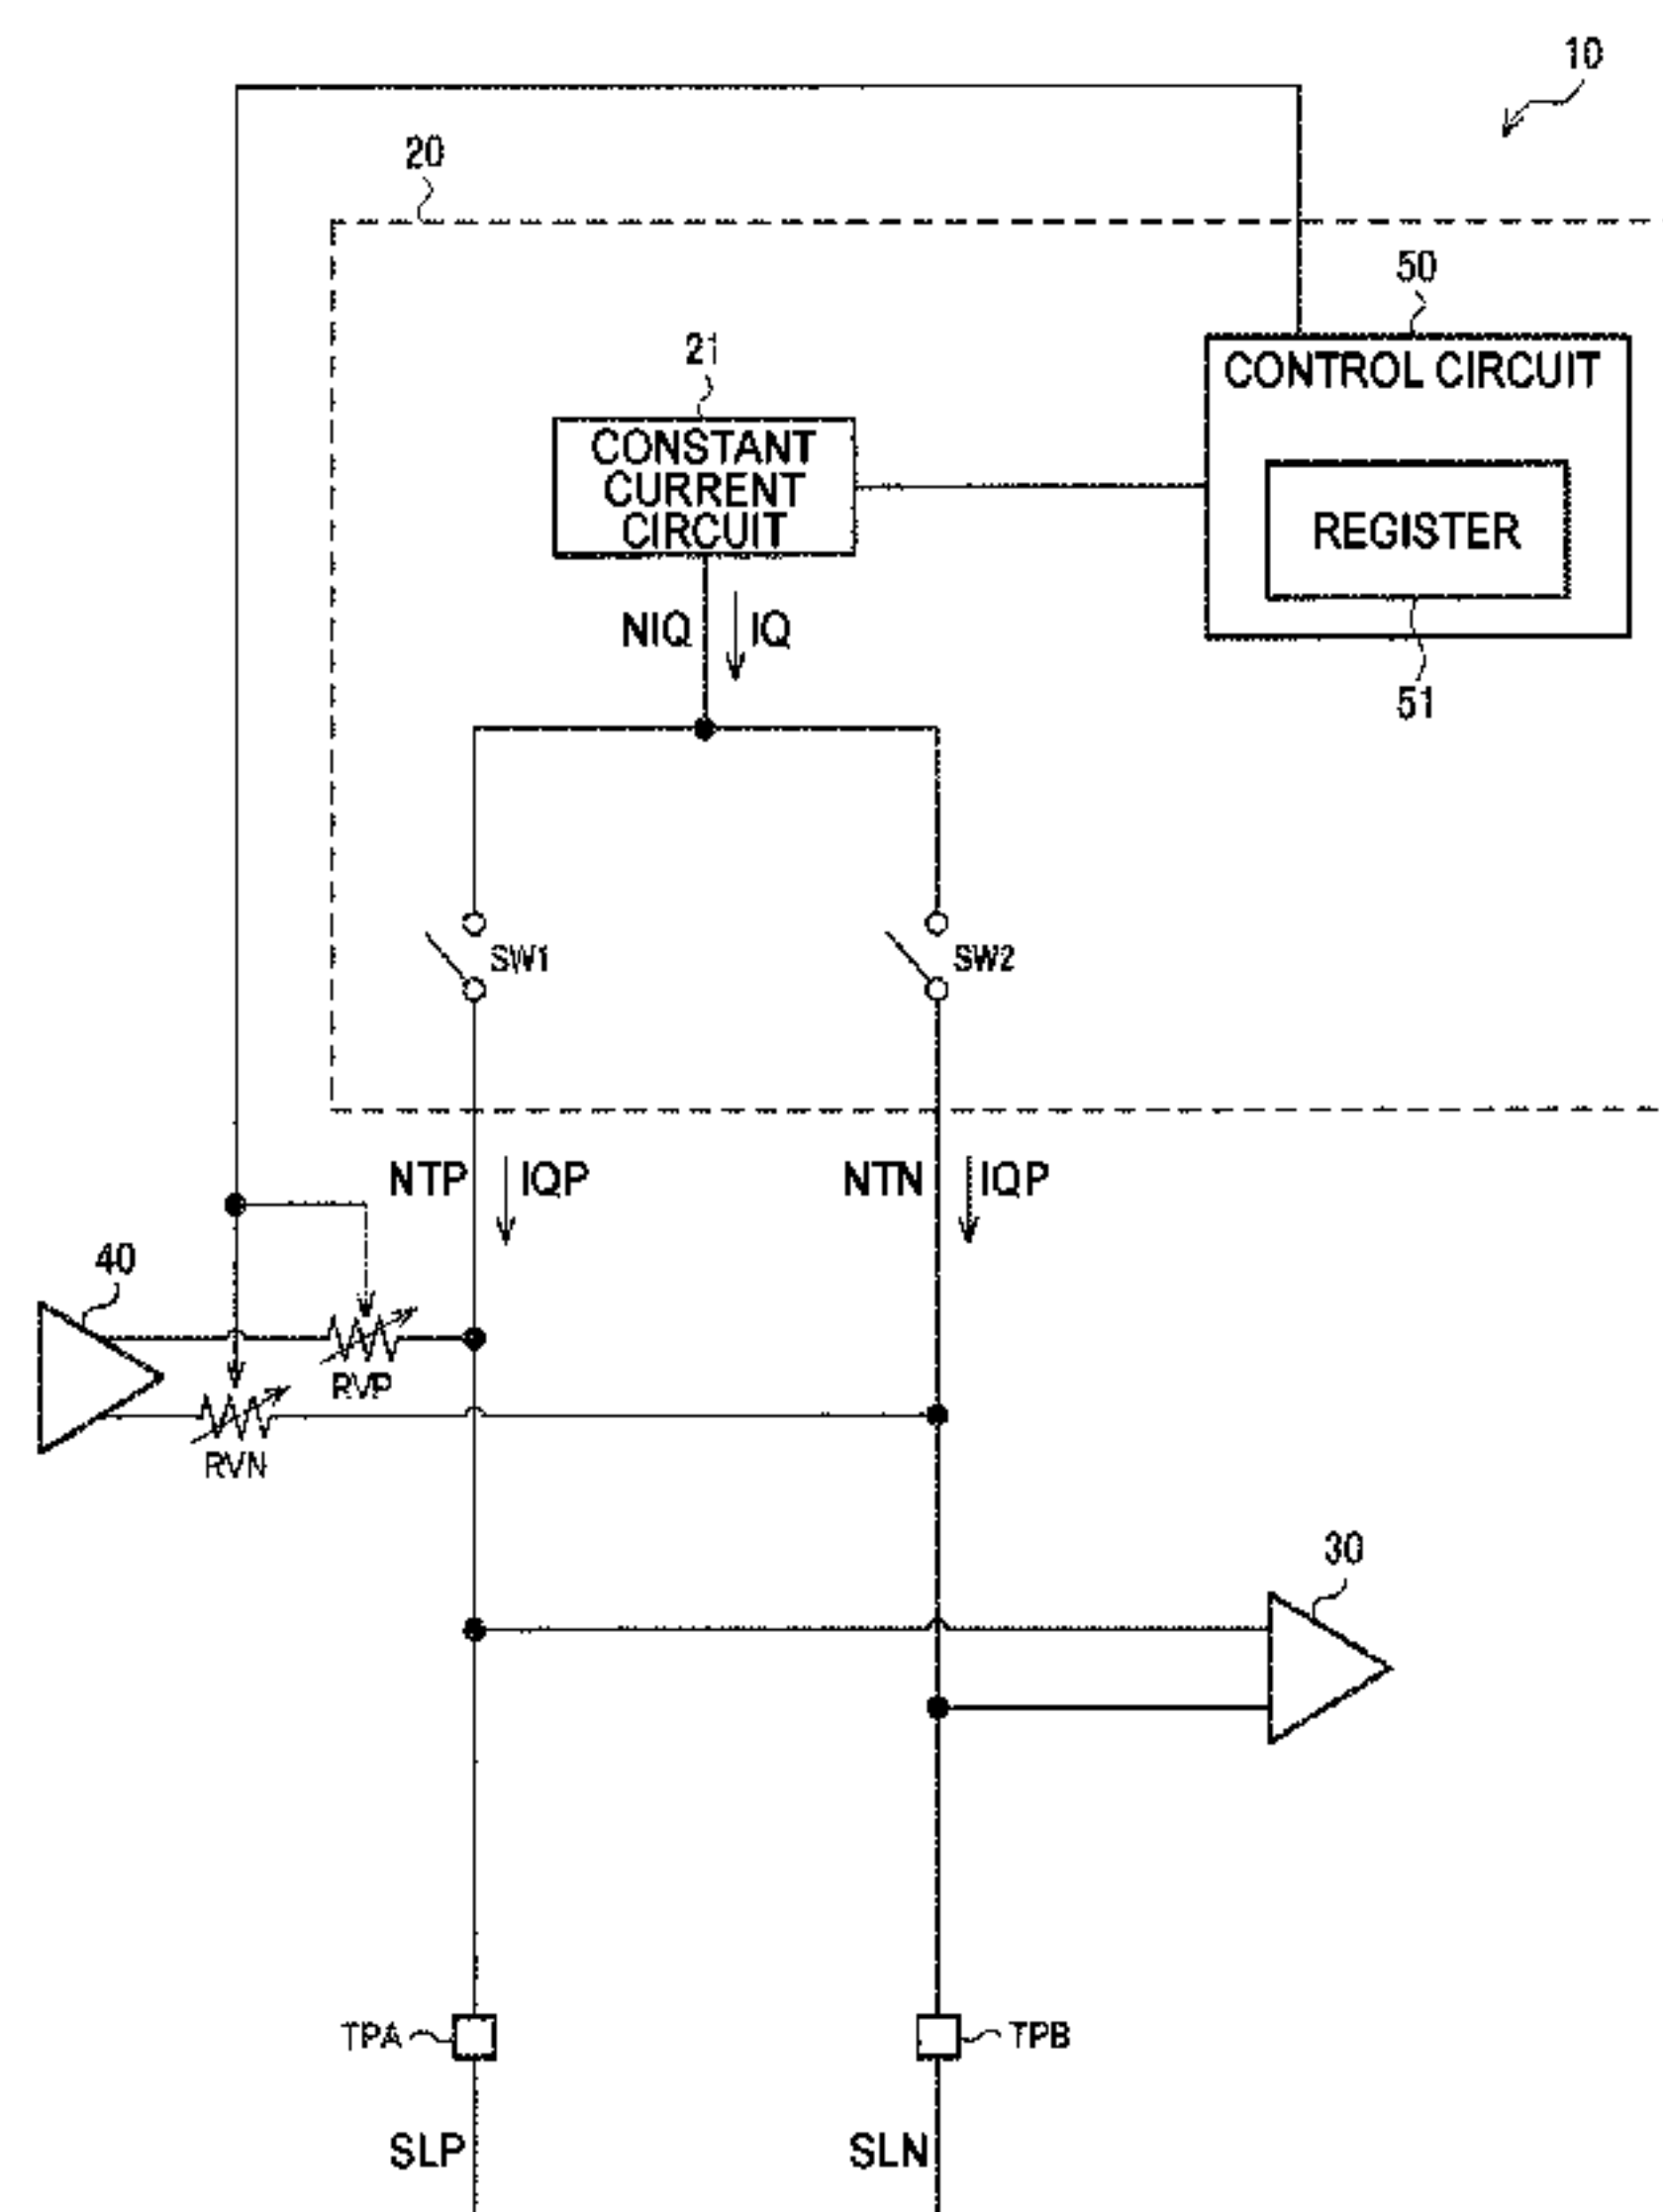 10
20
50
CONTROL CIRCUIT
21
CONSTANT
CURRENT
CIRCUIT
REGISTER
NIQ
IQ
51
SW1
SW2
NTP
IQP
NTN
IQP
40
RVP
RVN
30
TPA
TPB
SLP
SLN